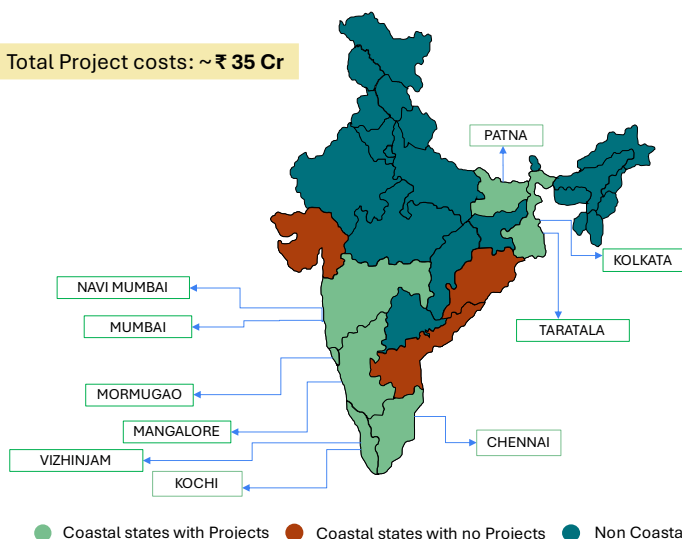 Total Project costs: ~ ₹ 35 Cr
PATNA
KOLKATA
NAVI MUMBAI
MUMBAI
TARATALA
MORMUGAO
MANGALORE
CHENNAI
VIZHINJAM
KOCHI
Coastal states with Projects
Coastal states with no Projects
Non Coasta